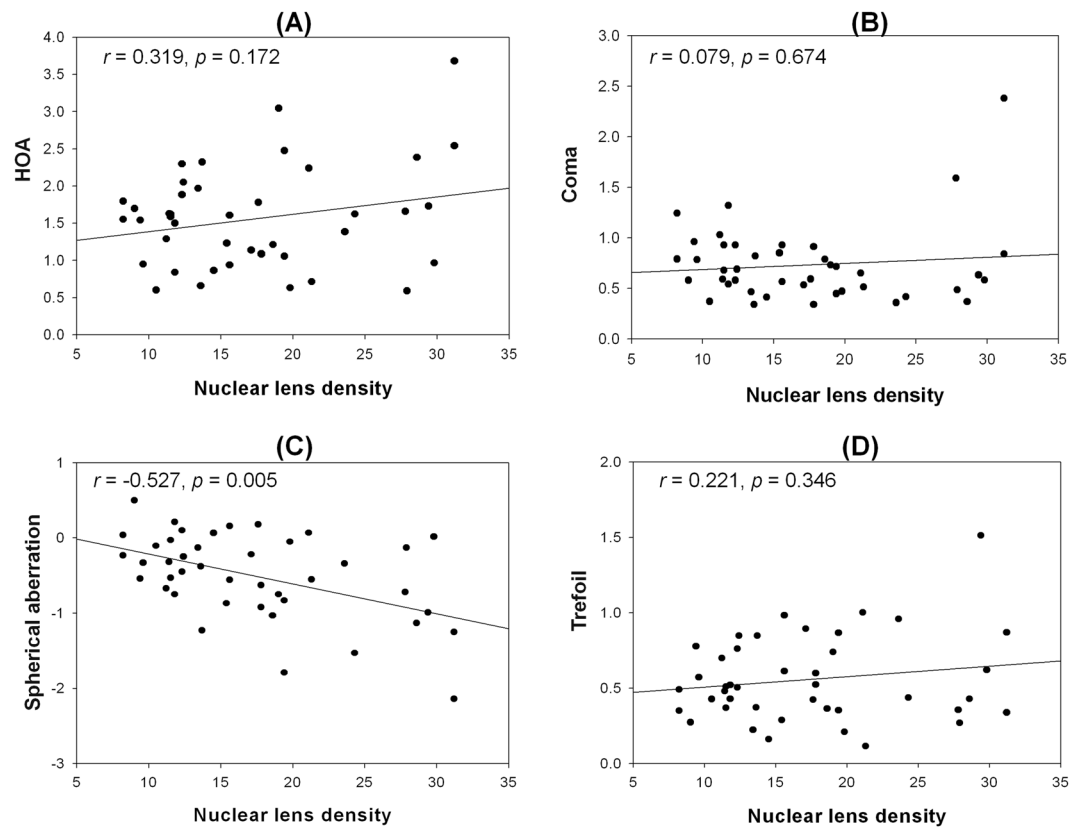 (A)
r = 0.319, p = 0.172
4.0
3.5
3.0
2.5
2.0
1.5
1.0
0.5
0.0
HOA
5 10 15 20 25 30 35
Nuclear lens density
(B)
r = 0.079, p = 0.674
3.0
2.5
2.0
1.5
1.0
0.5
0.0
Coma
5 10 15 20 25 30 35
Nuclear lens density
(C)
r = -0.527, p = 0.005
1
0
-1
-2
-3
Spherical aberration
5 10 15 20 25 30 35
Nuclear lens density
(D)
r = 0.221, p = 0.346
2.0
1.5
1.0
0.5
0.0
Trefoil
5 10 15 20 25 30 35
Nuclear lens density